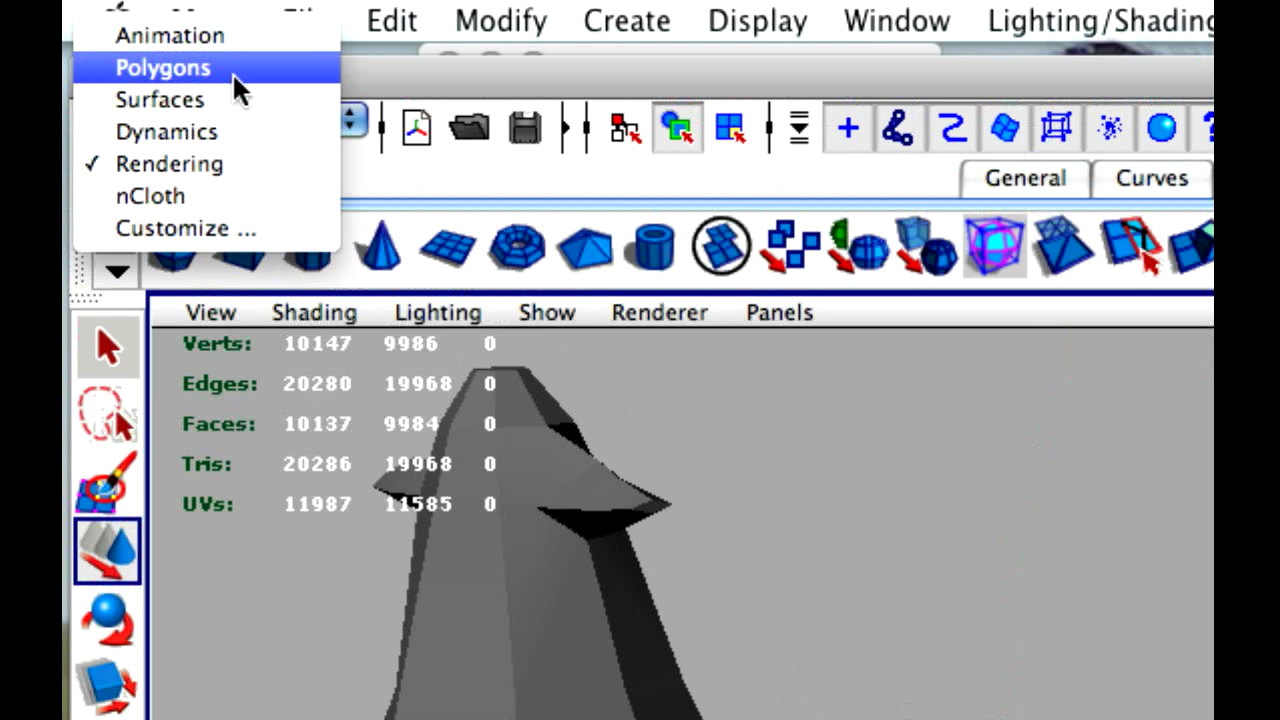 Edit Modify Create Display Window Lighting/Shading
Animation
Polygons
Surfaces
Dynamics
✓ Rendering
nCloth
Customize ...
General Curves
View Shading Lighting Show Renderer Panels
Verts: 10147 9986 0
Edges: 20280 19968 0
Faces: 10137 9984 0
Tris: 20286 19968 0
UVs: 11987 11585 0